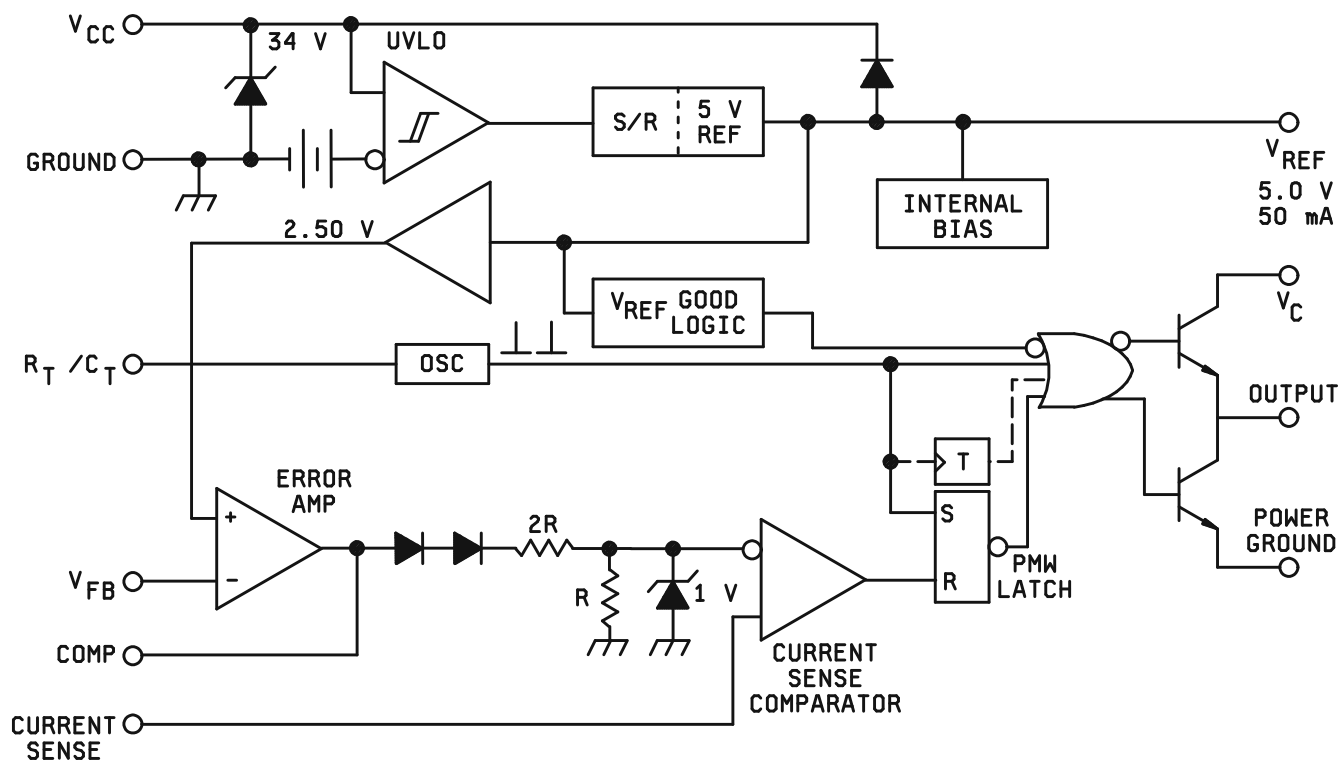 VCC
34 V
UVLO
S/R
5 V
REF
GROUND
VREF
5.0 V
50 mA
INTERNAL
BIAS
2.50 V
VREF GOOD
LOGIC
VC
RT /CT
OSC
OUTPUT
T
ERROR
AMP
+
S
POWER
GROUND
2R
VFB
-
R
1 V
R
PMW
LATCH
COMP
CURRENT
SENSE
COMPARATOR
CURRENT
SENSE